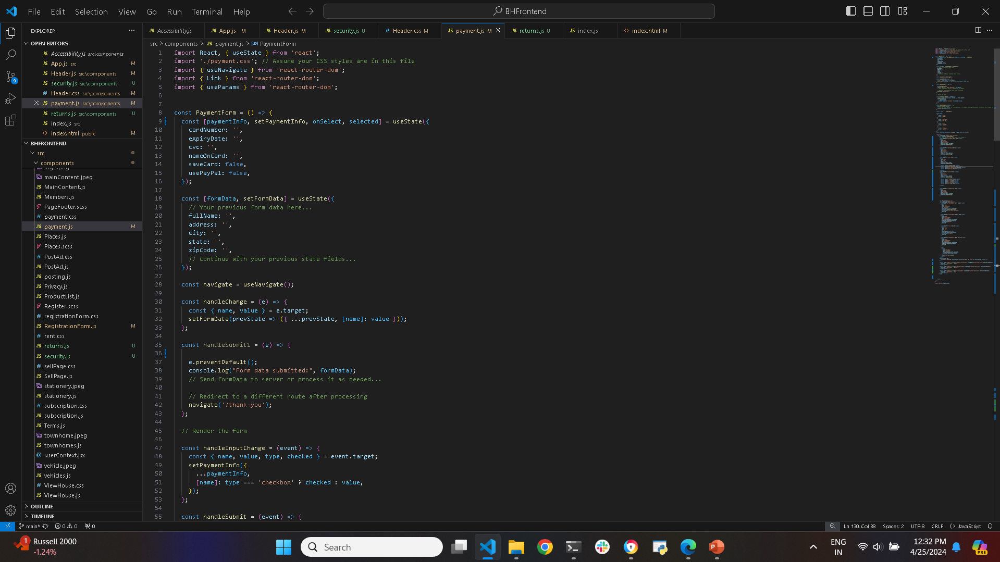 File Edit Selection View Go Run Terminal Help
BHFrontend
EXPLORER
OPEN EDITORS
Accessibility.js src\components
App.js src M
Header.js src\components M
security.js src\components U
Header.css src\components M
payment.js src\components M
returns.js src\components U
index.js src
index.html public M
BHFRONTEND
src
components
logo.png
mainContent.jpeg
MainContent.js
Members.js
PageFooter.scss
payment.css
payment.js M
Places.js
Places.scss
PostAd.css
PostAd.js
posting.js
Privacy.js
ProductList.js
Register.scss
registrationForm.css
RegistrationForm.js M
rent.css
returns.js U
security.js U
sellPage.css
SellPage.js
stationery.jpeg
stationery.js
subscription.css
subscription.js
Terms.js
townhome.jpeg
townhomes.js
userContext.jsx
vehicle.jpeg
vehicles.js
ViewHouse.css
ViewHouse.js
OUTLINE
TIMELINE
Accessibility.js App.js M Header.js M security.js U Header.css M payment.js M returns.js U index.js index.html M
src > components > payment.js > PaymentForm
1 import React, { useState } from 'react';
2 import './payment.css'; // Assume your CSS styles are in this file
3 import { useNavigate } from 'react-router-dom';
4 import { Link } from 'react-router-dom';
5 import { useParams } from 'react-router-dom';
6
7
8 const PaymentForm = () => {
9 const [paymentInfo, setPaymentInfo, onSelect, selected] = useState({
10 cardNumber: '',
11 expiryDate: '',
12 cvc: '',
13 nameOnCard: '',
14 saveCard: false,
15 usePayPal: false,
16 });
17
18 const [formData, setFormData] = useState({
19 // Your previous form data here...
20 fullName: '',
21 address: '',
22 city: '',
23 state: '',
24 zipCode: '',
25 // Continue with your previous state fields...
26 });
27
28 const navigate = useNavigate();
29
30 const handleChange = (e) => {
31 const { name, value } = e.target;
32 setFormData(prevState => ({ ...prevState, [name]: value }));
33 };
34
35 const handleSubmit1 = (e) => {
36
37 e.preventDefault();
38 console.log("Form data submitted:", formData);
39 // Send formData to server or process it as needed...
40
41 // Redirect to a different route after processing
42 navigate('/thank-you');
43 };
44
45 // Render the form
46
47 const handleInputChange = (event) => {
48 const { name, value, type, checked } = event.target;
49 setPaymentInfo({
50 ...paymentInfo,
51 [name]: type === 'checkbox' ? checked : value,
52 });
53 };
54
55 const handleSubmit = (event) => {
9
main* 0 0 0
Ln 130, Col 38 Spaces: 2 UTF-8 CRLF {} JavaScript
1 Russell 2000
-1.24%
Search
PRE
ENG
IN
12:32 PM
4/25/2024